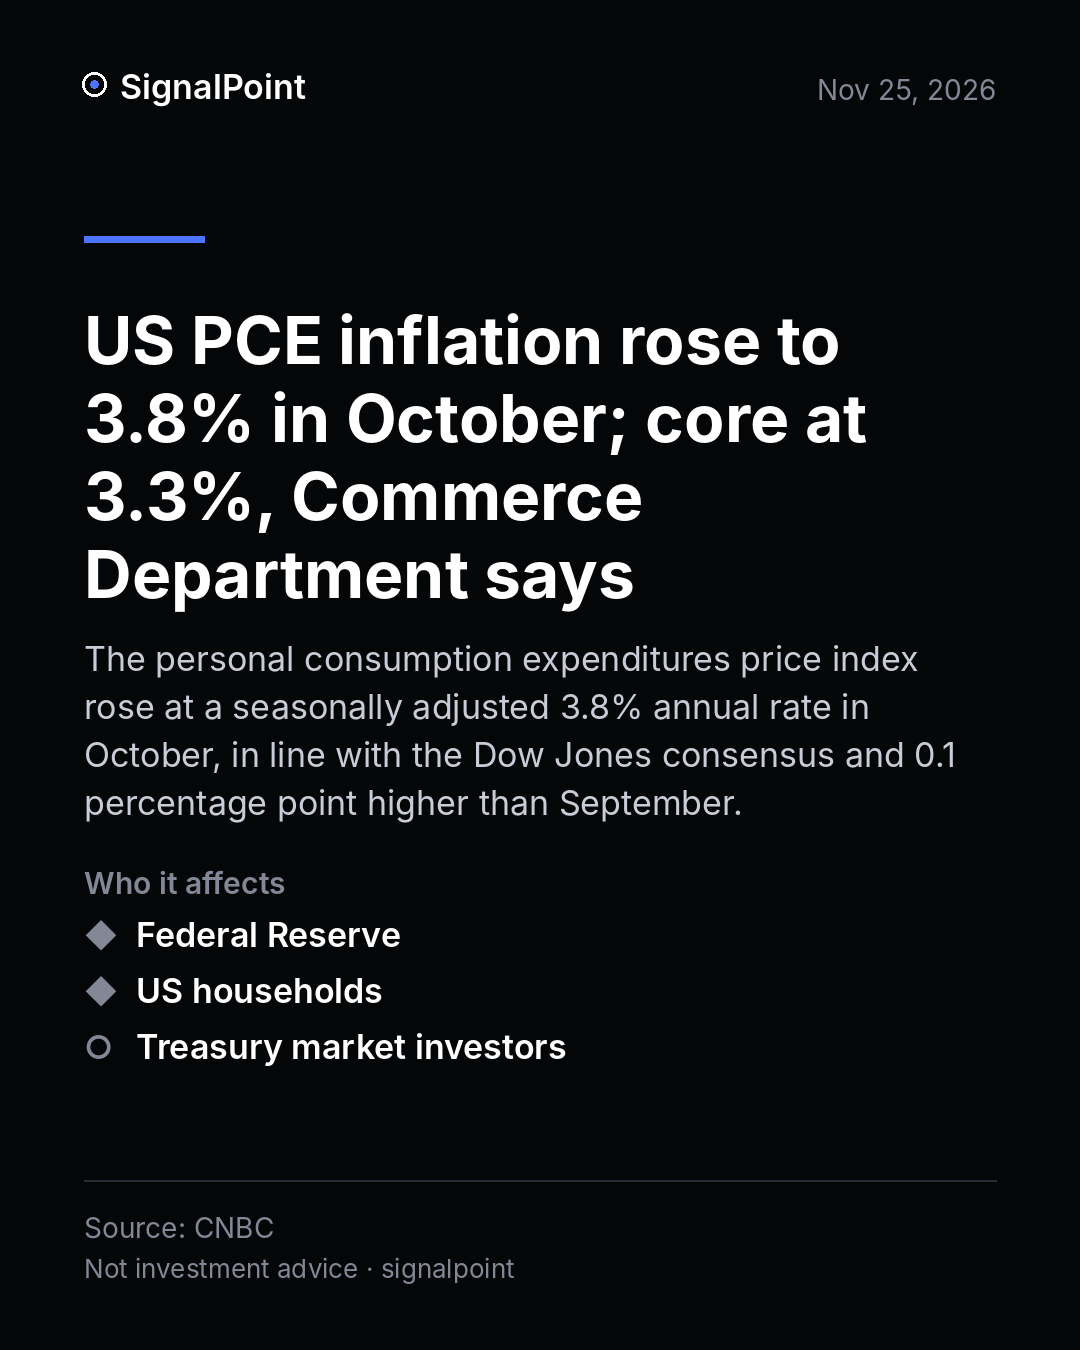 SignalPoint
Nov 25, 2026
US PCE inflation rose to
3.8% in October; core at
3.3%, Commerce
Department says
The personal consumption expenditures price index
rose at a seasonally adjusted 3.8% annual rate in
October, in line with the Dow Jones consensus and 0.1
percentage point higher than September.
Who it affects
Federal Reserve
US households
Treasury market investors
Source: CNBC
Not investment advice · signalpoint